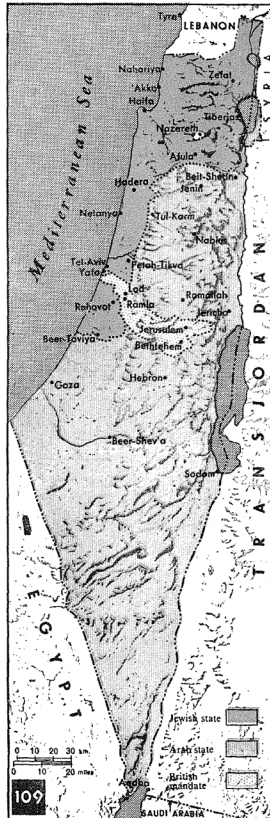 Tyre
LEBANON
Nahariya
Zefat
SYRIA
Akko
Haifa
Tiberias
Nazereth
Afula
Beit-She'an
Hadera
Jenin
Mediterranean Sea
Netanya
Tul-Karm
Nablus
Tel-Aviv
Yafo
Petah-Tikva
Lod
Ramla
Ramallah
Rehovot
Jericho
Jerusalem
Beer-Toviya
Bethlehem
TRANSJORDAN
Gaza
Hebron
Beer-Shev'a
Sodom
EGYPT
Jewish state
Arab state
British
mandate
0 10 20 30 km.
0 10 20 miles
Aqaba
109
SAUDI ARABIA